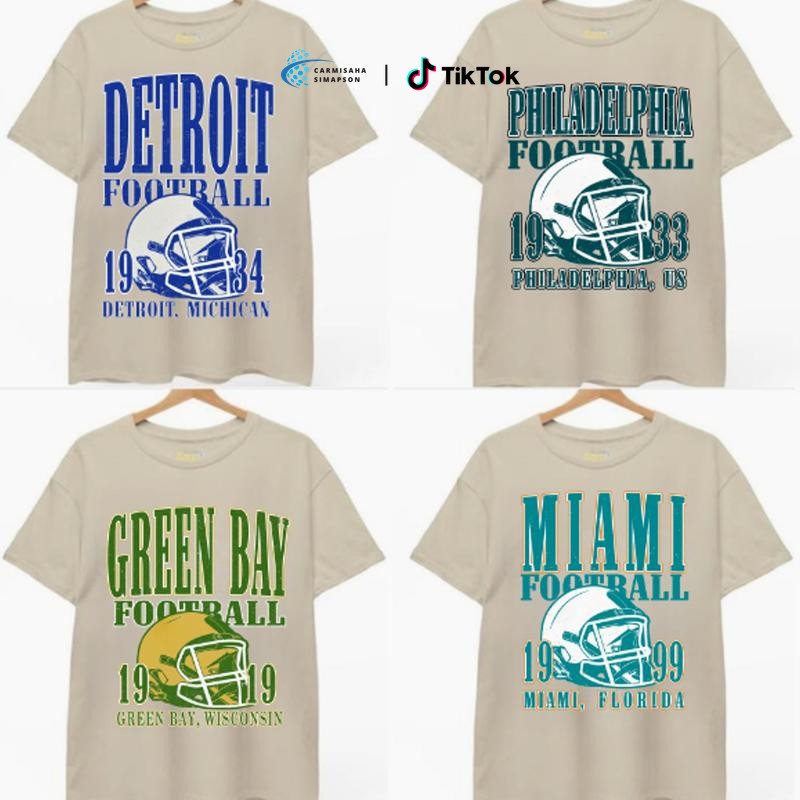 CARMISAHA
SIMAPSON
TikTok
DETROIT
FOOTBALL
19 34
DETROIT, MICHICAN
PHILADELPHIA
FOOTBALL
19 33
PHILADELPHIA, US
GREEN BAY
FOOTBALL
19 19
GREEN BAY, WISCONSIN
MIAMI
FOOTBALL
19 99
MIAMI, FLORIDA